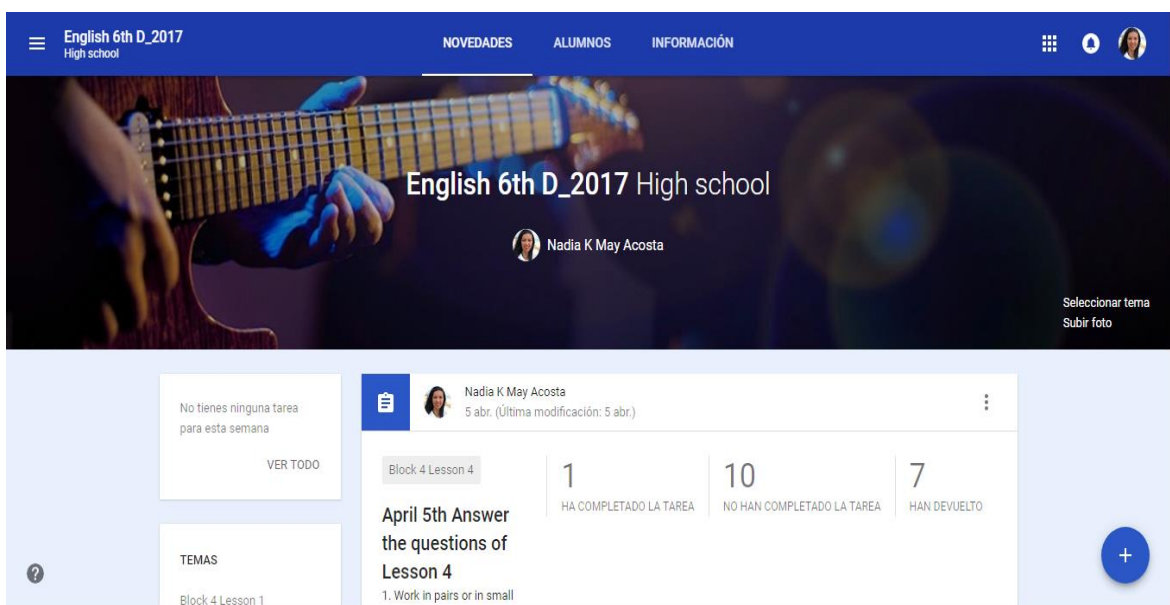 English 6th D_2017
High school
NOVEDADES
ALUMNOS
INFORMACIÓN
English 6th D_2017 High school
Nadia K May Acosta
Seleccionar tema
Subir foto
No tienes ninguna tarea
para esta semana
VER TODO
TEMAS
Block 4 Lesson 1
Nadia K May Acosta
5 abr. (Última modificación: 5 abr.)
Block 4 Lesson 4
April 5th Answer
the questions of
Lesson 4
1. Work in pairs or in small
1
HA COMPLETADO LA TAREA
10
NO HAN COMPLETADO LA TAREA
7
HAN DEVUELTO